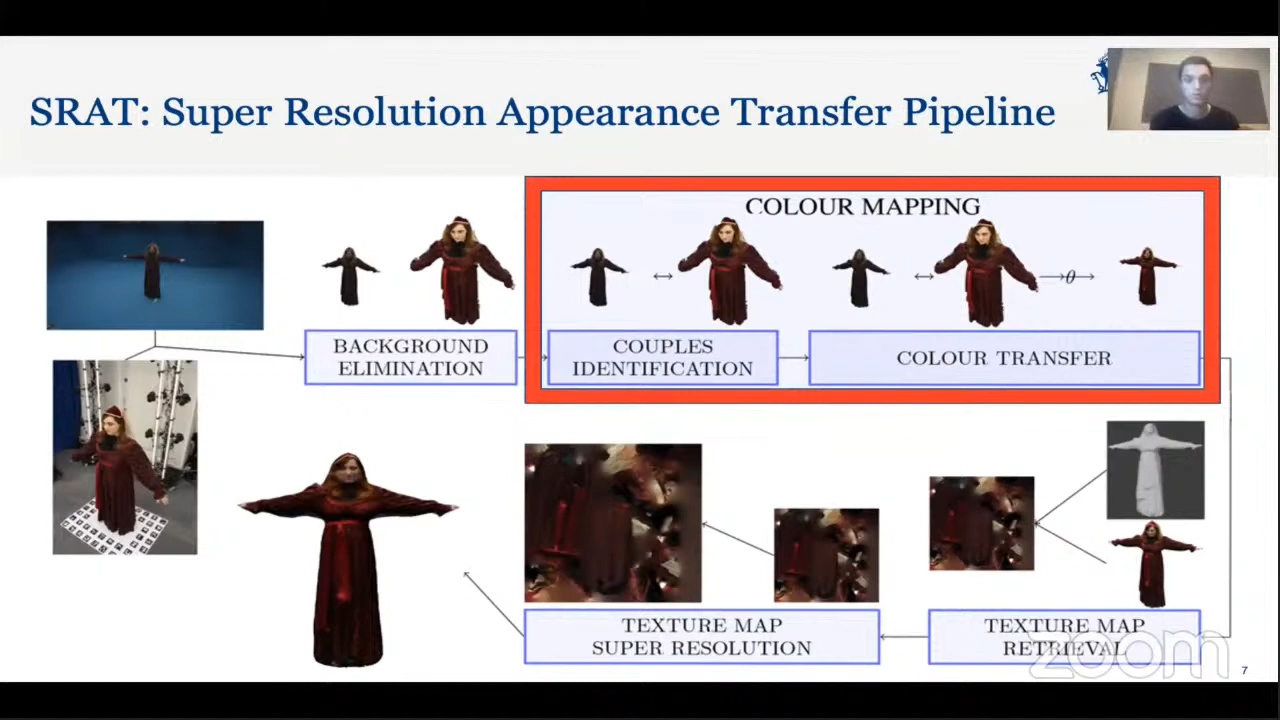 SRAT: Super Resolution Appearance Transfer Pipeline
COLOUR MAPPING
θ
BACKGROUND
ELIMINATION
COUPLES
IDENTIFICATION
COLOUR TRANSFER
TEXTURE MAP
SUPER RESOLUTION
TEXTURE MAP
RETRIEVAL
zoom
7